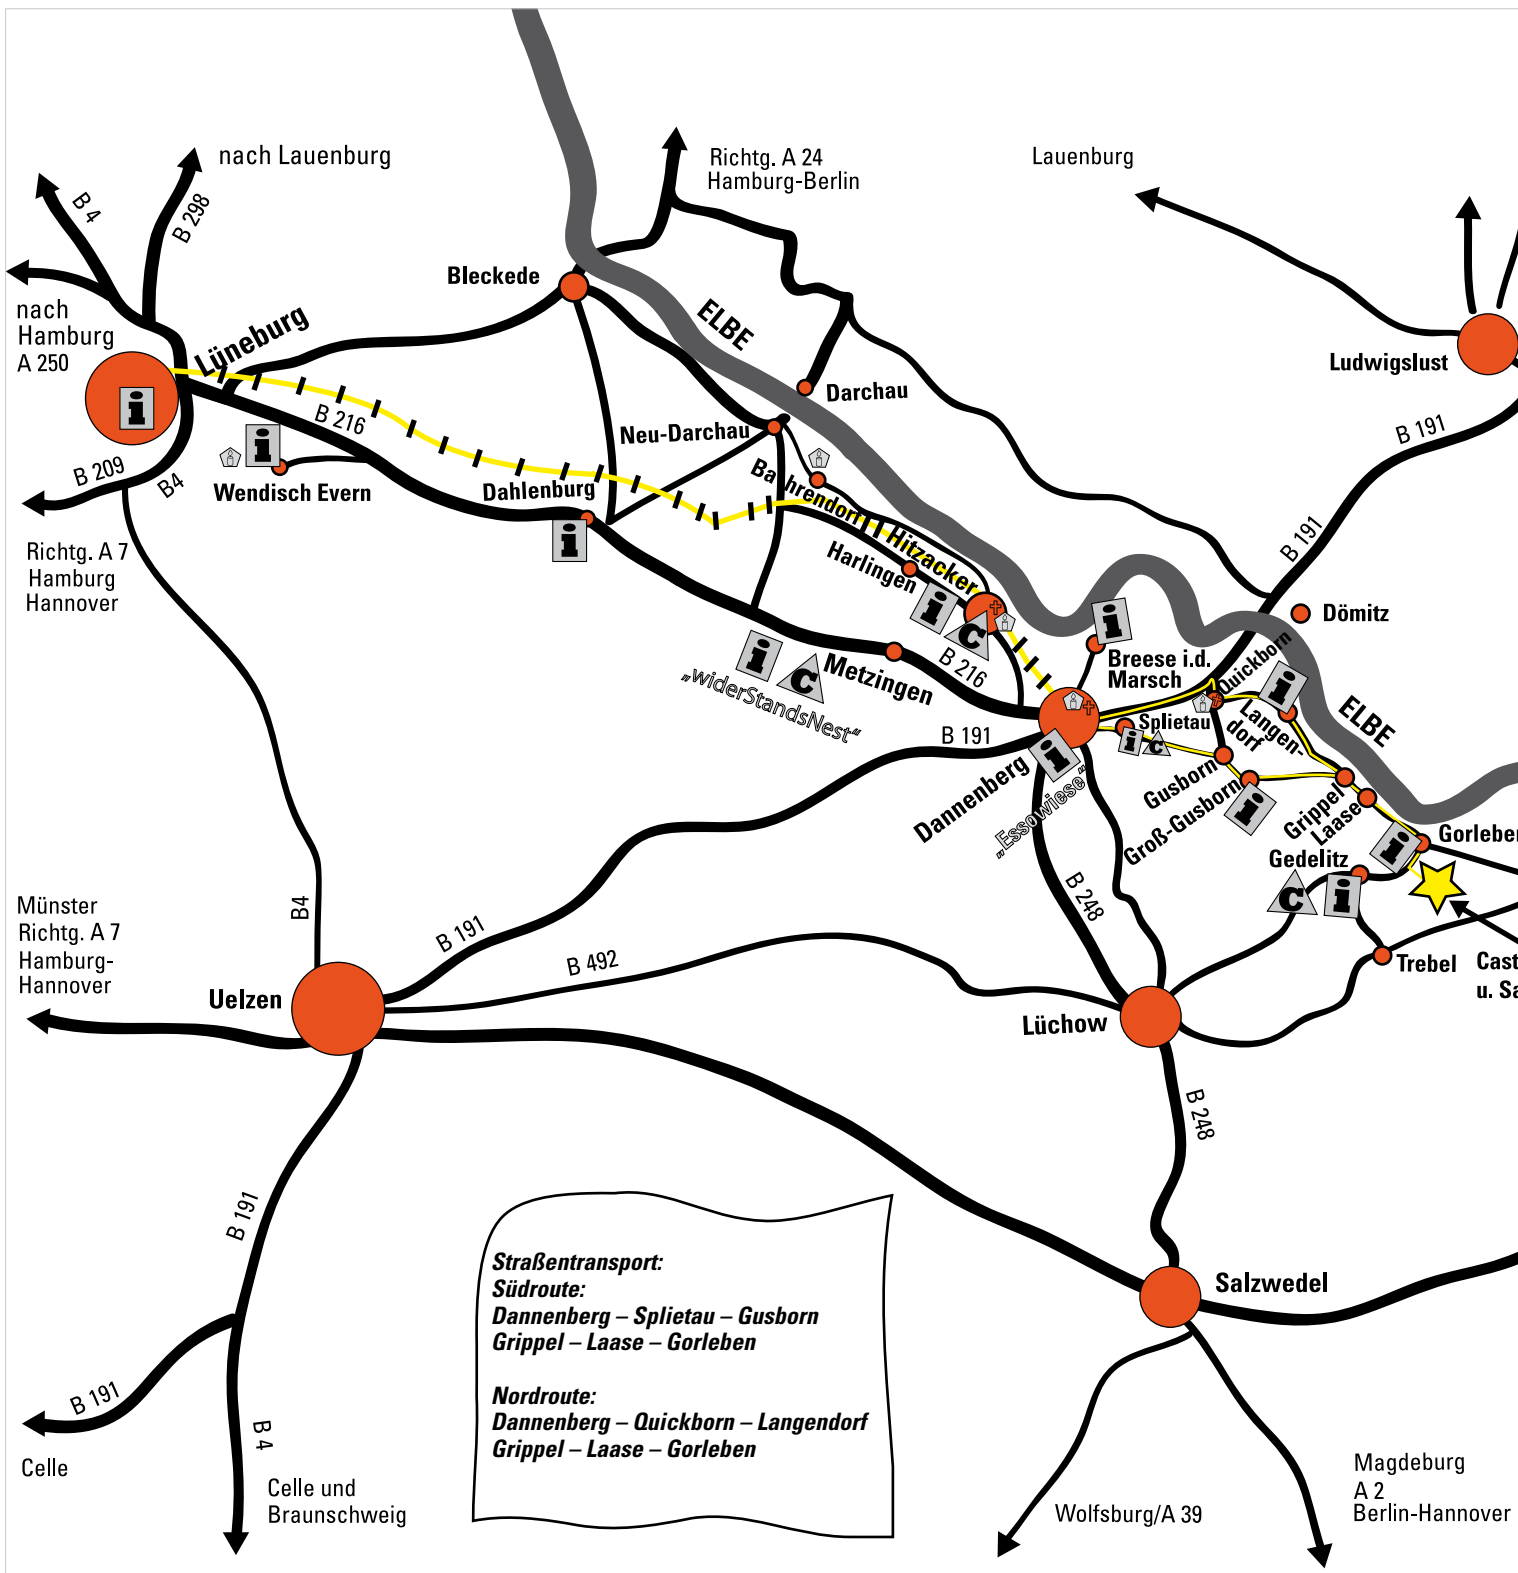 nach Lauenburg
B 4
B 298
Richtg. A 24
Hamburg-Berlin
Lauenburg
nach
Hamburg
A 250
Lüneburg
Bleckede
ELBE
Ludwigslust
Darchau
B 216
Neu-Darchau
B 191
B 209
B4
Wendisch Evern
Dahlenburg
Bahrendorf
Hitzacker
Harlingen
B 191
Richtg. A 7
Hamburg
Hannover
Dömitz
i
i
i
i
c
i
c
i
i
i
c
i
i
i
c
i
Metzingen
„widerStandsNest“
B 216
Breese i.d.
Marsch
Quickborn
Langen-
dorf
ELBE
Splietau
B 191
Dannenberg
„Essowiese“
Gusborn
Groß-Gusborn
Grippel
Laase
Gorleben
Gedelitz
B 248
Münster
Richtg. A 7
Hamburg-
Hannover
B4
B 191
B 492
Trebel
Cast
u. Sa
Uelzen
Lüchow
B 248
B 191
Salzwedel
Straßentransport:
Südroute:
Dannenberg – Splietau – Gusborn
Grippel – Laase – Gorleben
Nordroute:
Dannenberg – Quickborn – Langendorf
Grippel – Laase – Gorleben
B 191
B 4
Celle
Celle und
Braunschweig
Wolfsburg/A 39
Magdeburg
A 2
Berlin-Hannover